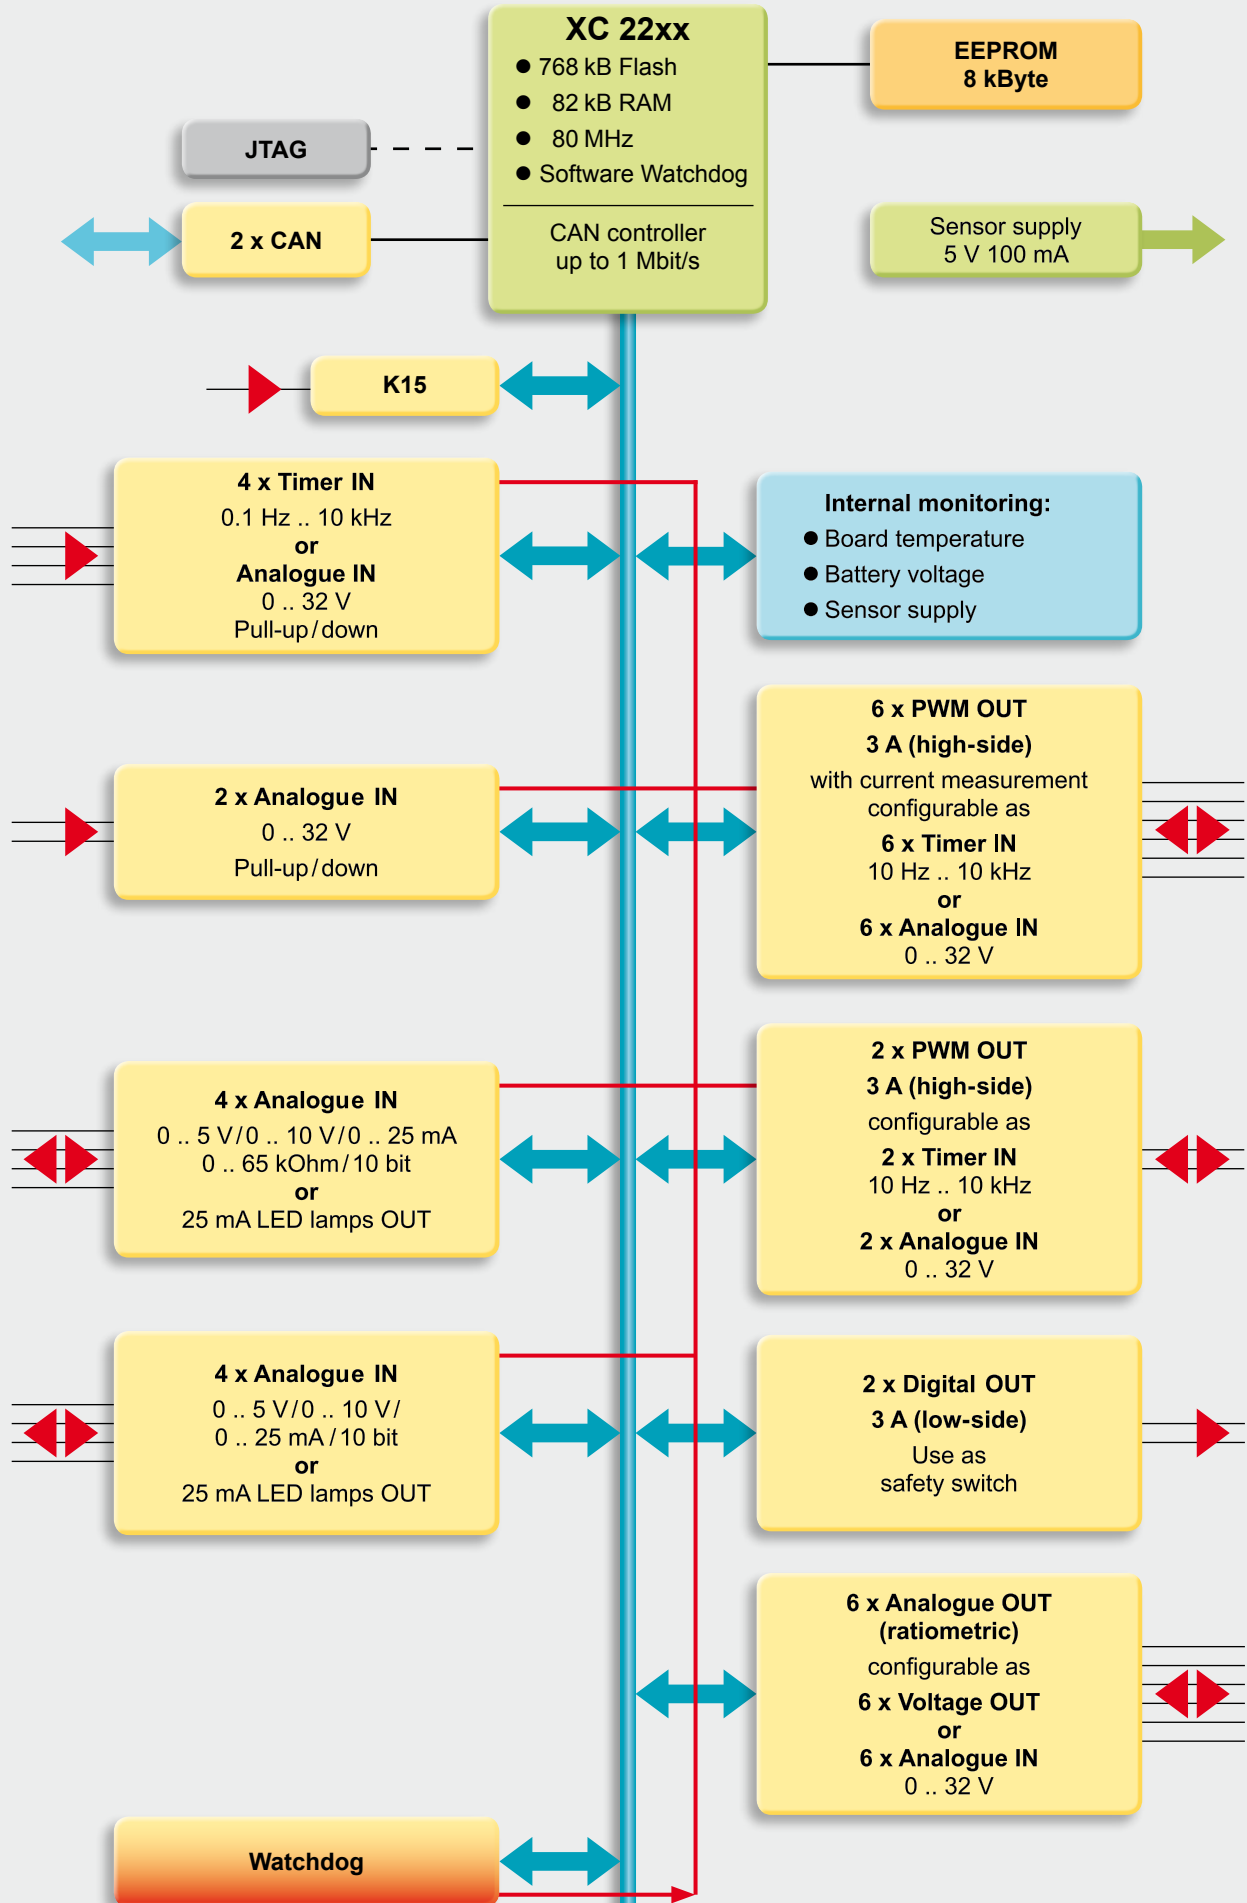 XC 22xx
● 768 kB Flash
● 82 kB RAM
● 80 MHz
● Software Watchdog
CAN controller
up to 1 Mbit/s
EEPROM
8 kByte
JTAG
2 x CAN
Sensor supply
5 V 100 mA
K15
4 x Timer IN
0.1 Hz .. 10 kHz
or
Analogue IN
0 .. 32 V
Pull-up/down
Internal monitoring:
● Board temperature
● Battery voltage
● Sensor supply
2 x Analogue IN
0 .. 32 V
Pull-up/down
6 x PWM OUT
3 A (high-side)
with current measurement
configurable as
6 x Timer IN
10 Hz .. 10 kHz
or
6 x Analogue IN
0 .. 32 V
4 x Analogue IN
0 .. 5 V/0 .. 10 V/0 .. 25 mA
0 .. 65 kOhm/10 bit
or
25 mA LED lamps OUT
2 x PWM OUT
3 A (high-side)
configurable as
2 x Timer IN
10 Hz .. 10 kHz
or
2 x Analogue IN
0 .. 32 V
4 x Analogue IN
0 .. 5 V/0 .. 10 V/
0 .. 25 mA/10 bit
or
25 mA LED lamps OUT
2 x Digital OUT
3 A (low-side)
Use as
safety switch
6 x Analogue OUT
(ratiometric)
configurable as
6 x Voltage OUT
or
6 x Analogue IN
0 .. 32 V
Watchdog